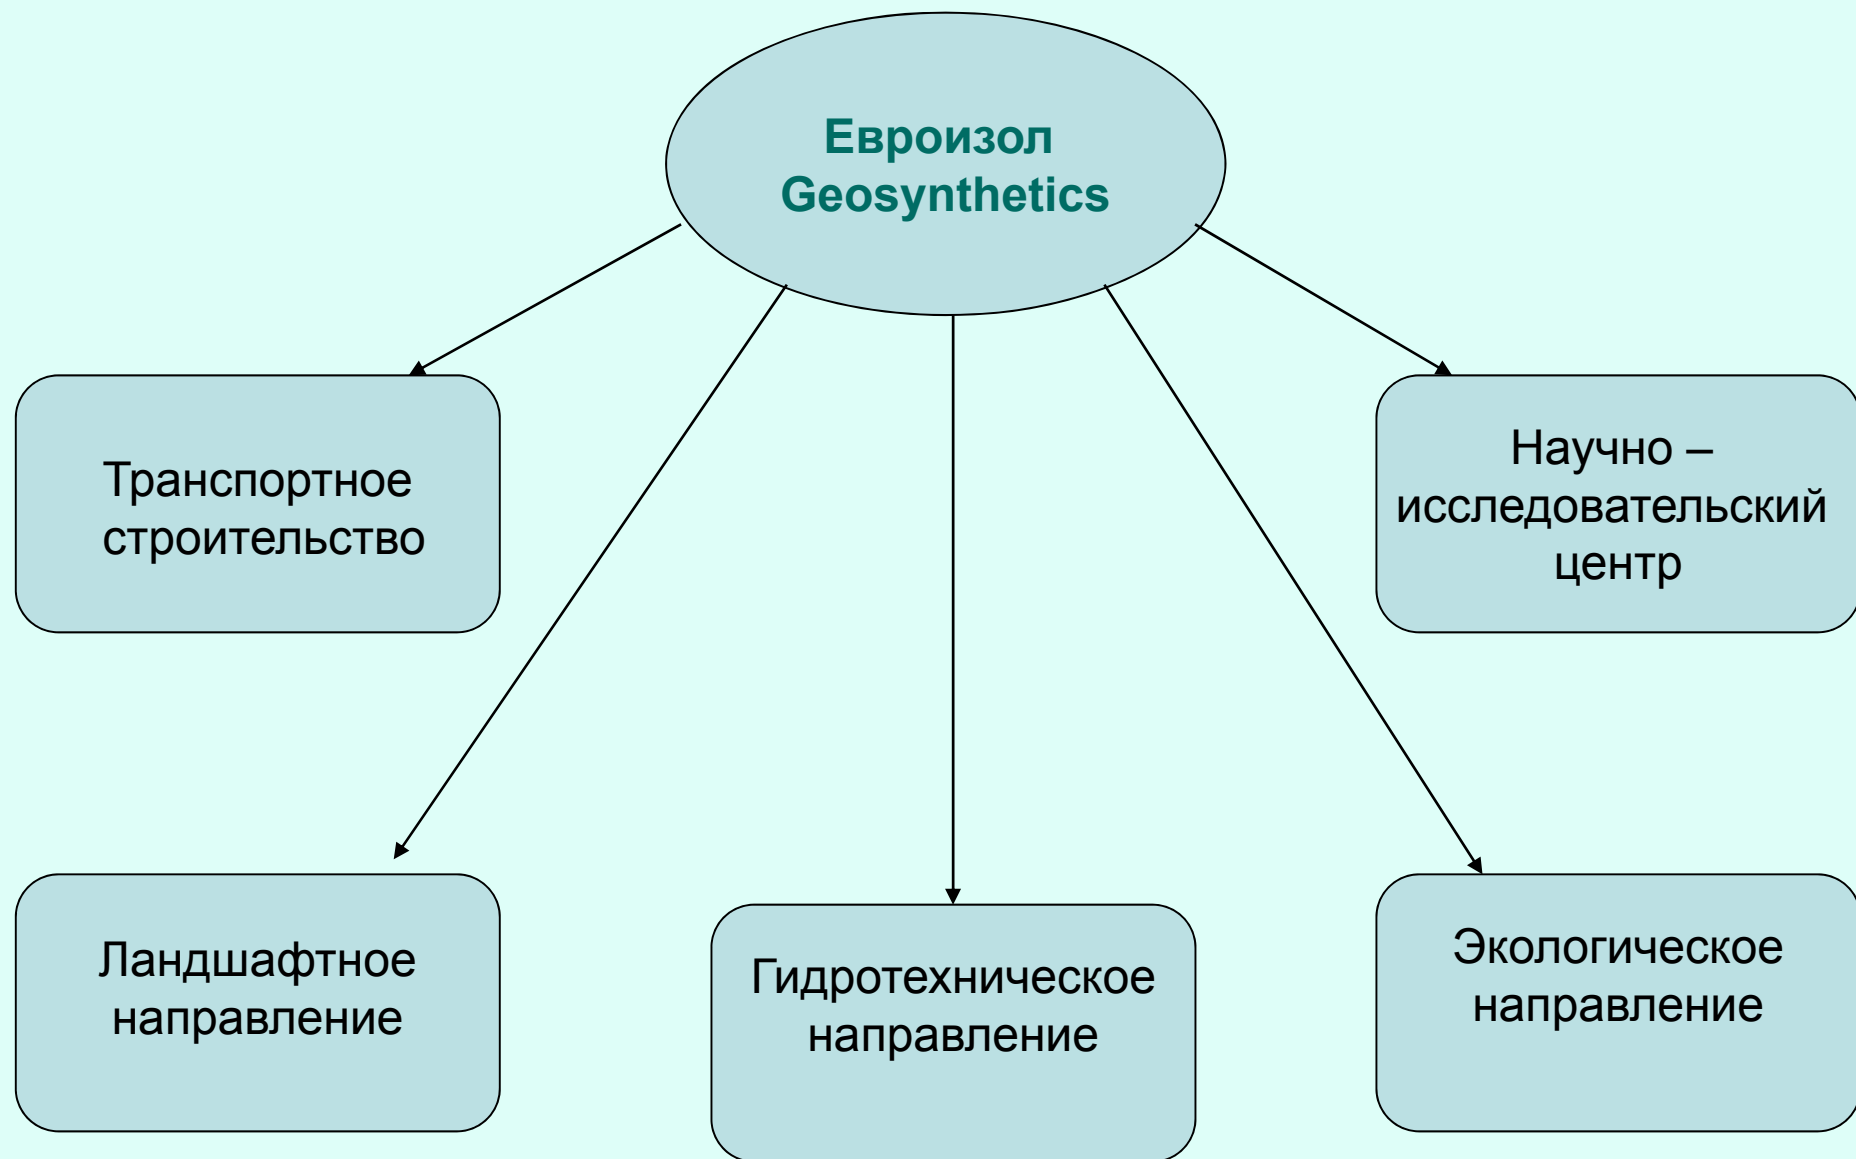 Евроизол
Geosynthetics
Транспортное
строительство
Научно –
исследовательский
центр
Ландшафтное
направление
Гидротехническое
направление
Экологическое
направление